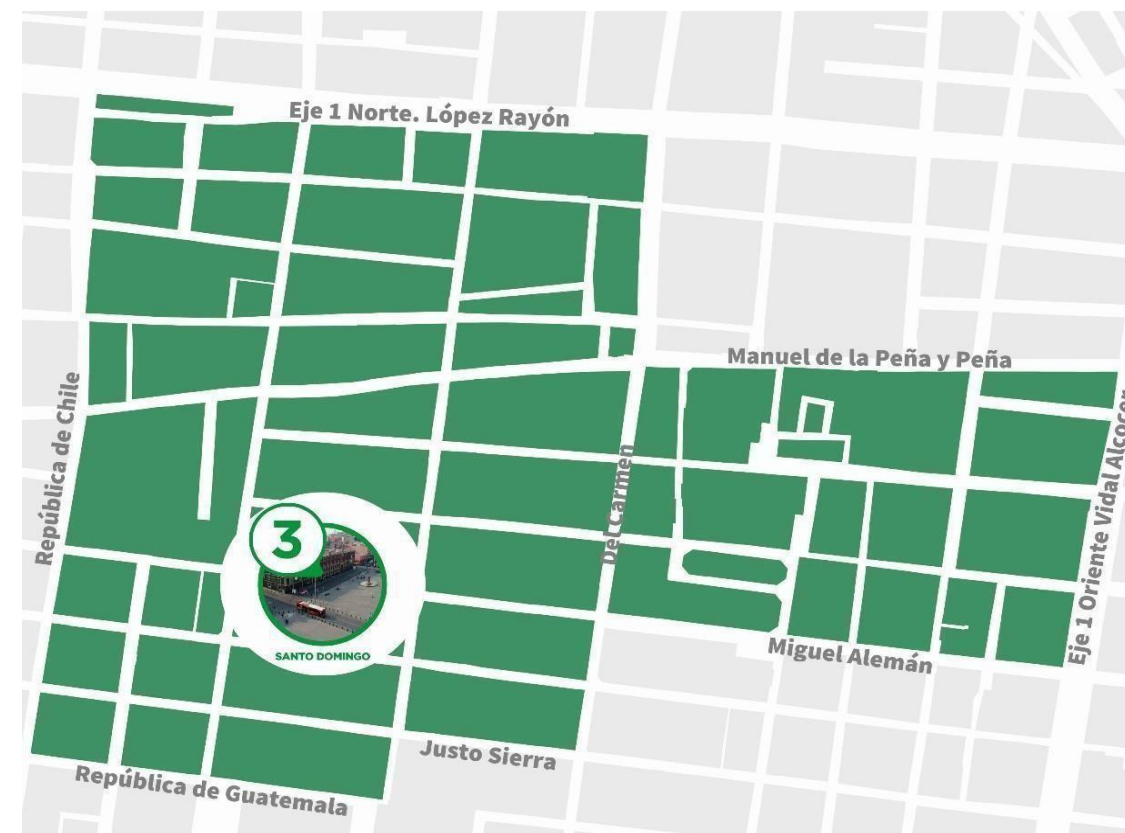 Eje 1 Norte. López Rayón
Manuel de la Peña y Peña
República de Chile
Del Carmen
Eje 1 Oriente Vidal Alcocer
3
SANTO DOMINGO
Miguel Alemán
Justo Sierra
República de Guatemala